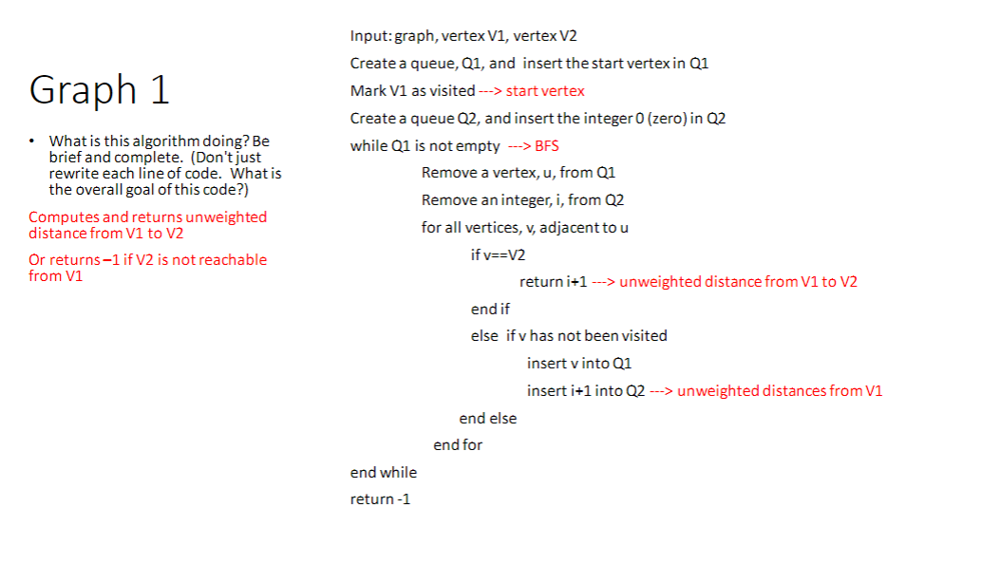 Graph 1
• What is this algorithm doing? Be
brief and complete. (Don't just
rewrite each line of code. What is
the overall goal of this code?)
Computes and returns unweighted
distance from V1 to V2
Or returns –1 if V2 is not reachable
from V1
Input: graph, vertex V1, vertex V2
Create a queue, Q1, and insert the start vertex in Q1
Mark V1 as visited ---> start vertex
Create a queue Q2, and insert the integer 0 (zero) in Q2
while Q1 is not empty ---> BFS
Remove a vertex, u, from Q1
Remove an integer, i, from Q2
for all vertices, v, adjacent to u
if v==V2
return i+1 ---> unweighted distance from V1 to V2
end if
else if v has not been visited
insert v into Q1
insert i+1 into Q2 ---> unweighted distances from V1
end else
end for
end while
return -1